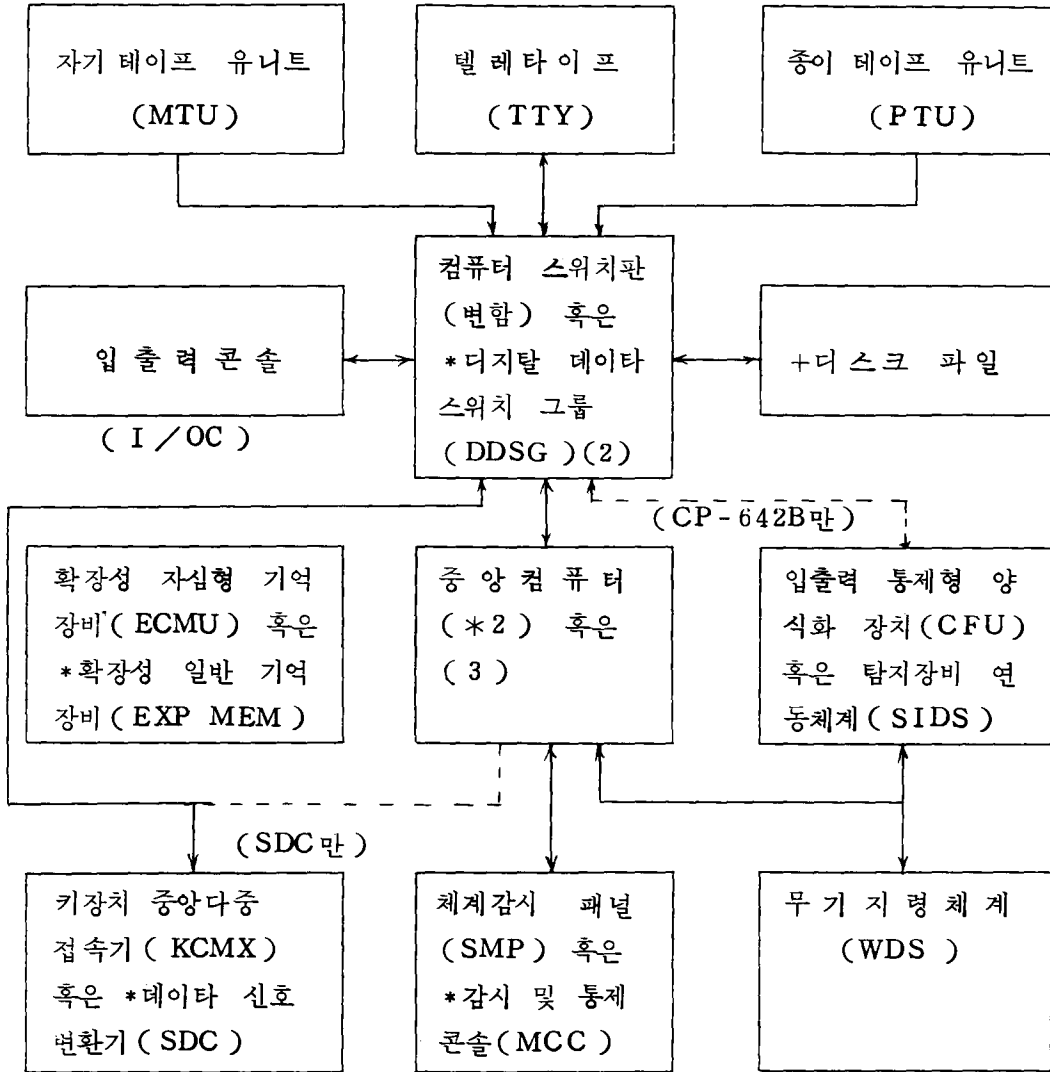 자기 테이프 유니트
(MTU)
텔레타이프
(TTY)
종이 테이프 유니트
(PTU)
컴퓨터 스위치판
(변함) 혹은
*디지탈 데이타
스위치 그룹
(DDSG)(2)
입출력콘솔
(I/OC)
+디스크 파일
(CP-642B만)
확장성 자심형 기억
장비(ECMU) 혹은
*확장성 일반 기억
장비(EXP MEM)
중앙컴퓨터
(*2) 혹은
(3)
입출력 통제형 양
식화 장치(CFU)
혹은 탐지장비 연
동체계(SIDS)
(SDC만)
키장치 중앙다중
접속기(KCMX)
혹은 *데이타 신호
변환기(SDC)
체계감시 패널
(SMP) 혹은
*감시 및 통제
콘솔(MCC)
무기지령체계
(WDS)